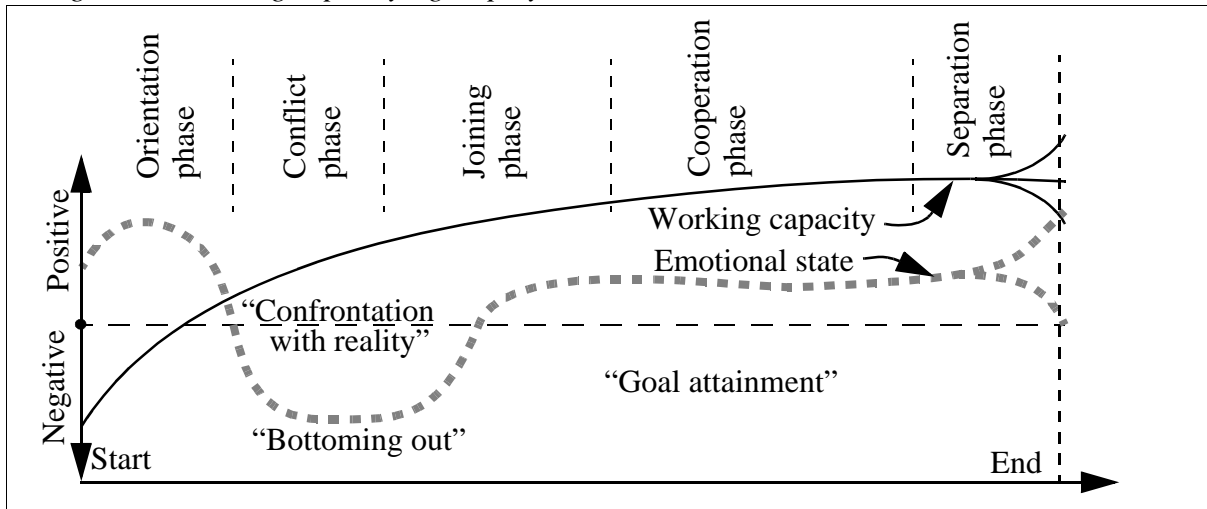 Orientation
phase
Conflict
phase
Joining
phase
Cooperation
phase
Separation
phase
Positive
Negative
Working capacity
Emotional state
“Confrontation
with reality”
“Goal attainment”
“Bottoming out”
Start
End